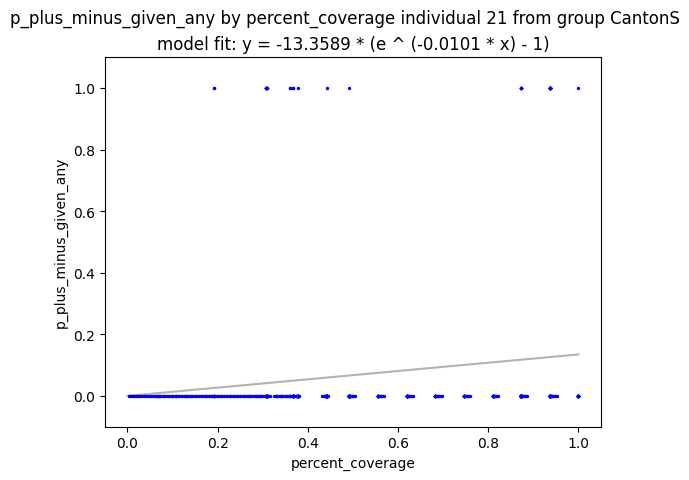 p_plus_minus_given_any by percent_coverage individual 21 from group CantonS
model fit: y = -13.3589 * (e ^ (-0.0101 * x) - 1)
1.0
0.8
0.6
0.4
0.2
0.0
p_plus_minus_given_any
0.0 0.2 0.4 0.6 0.8 1.0
percent_coverage